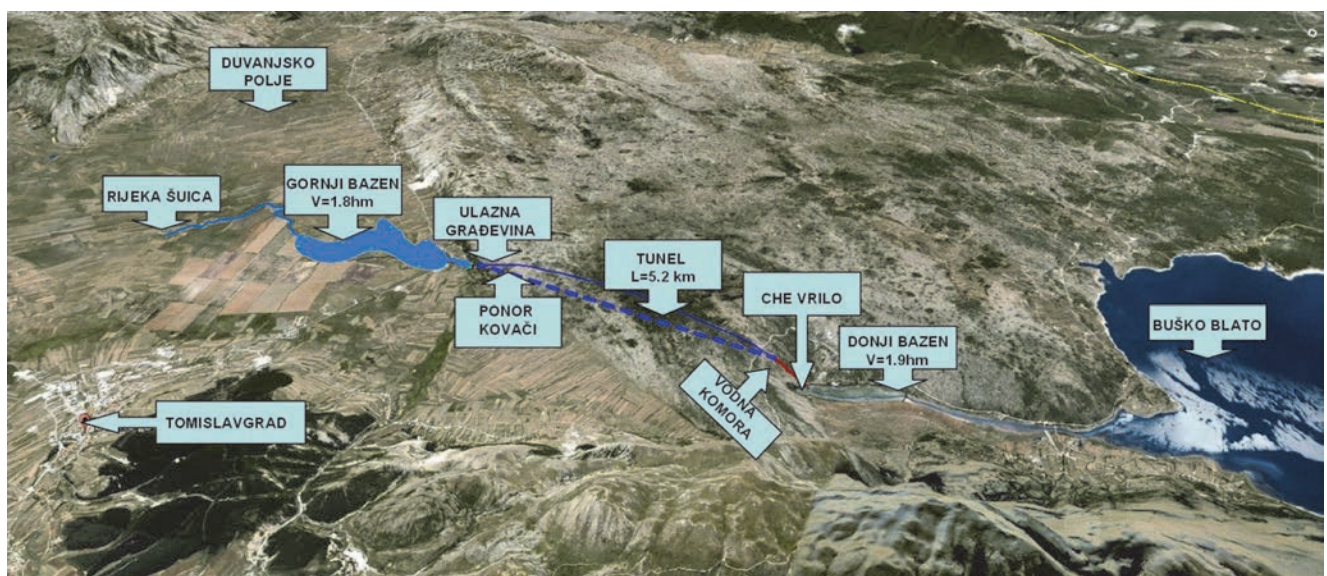 DUVANJSKO
POLJE
RIJEKA ŠUICA
GORNJI BAZEN
V=1.8hm
ULAZNA
GRAĐEVINA
TUNEL
L=5.2 km
CHE VRILO
BUŠKO BLATO
PONOR
KOVAČI
DONJI BAZEN
V=1.9hm
VODNA
KOMORA
TOMISLAVGRAD